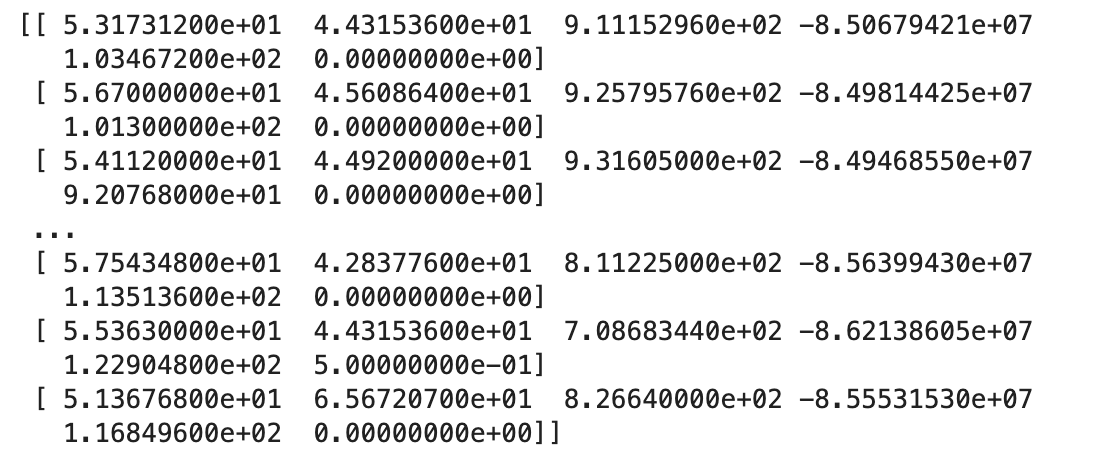 [[ 5.31731200e+01  4.43153600e+01  9.11152960e+02 -8.50679421e+07
   1.03467200e+02  0.00000000e+00]
 [ 5.67000000e+01  4.56086400e+01  9.25795760e+02 -8.49814425e+07
   1.01300000e+02  0.00000000e+00]
 [ 5.41120000e+01  4.49200000e+01  9.31605000e+02 -8.49468550e+07
   9.20768000e+01  0.00000000e+00]
 ...
 [ 5.75434800e+01  4.28377600e+01  8.11225000e+02 -8.56399430e+07
   1.13513600e+02  0.00000000e+00]
 [ 5.53630000e+01  4.43153600e+01  7.08683440e+02 -8.62138605e+07
   1.22904800e+02  5.00000000e-01]
 [ 5.13676800e+01  6.56720700e+01  8.26640000e+02 -8.55531530e+07
   1.16849600e+02  0.00000000e+00]]